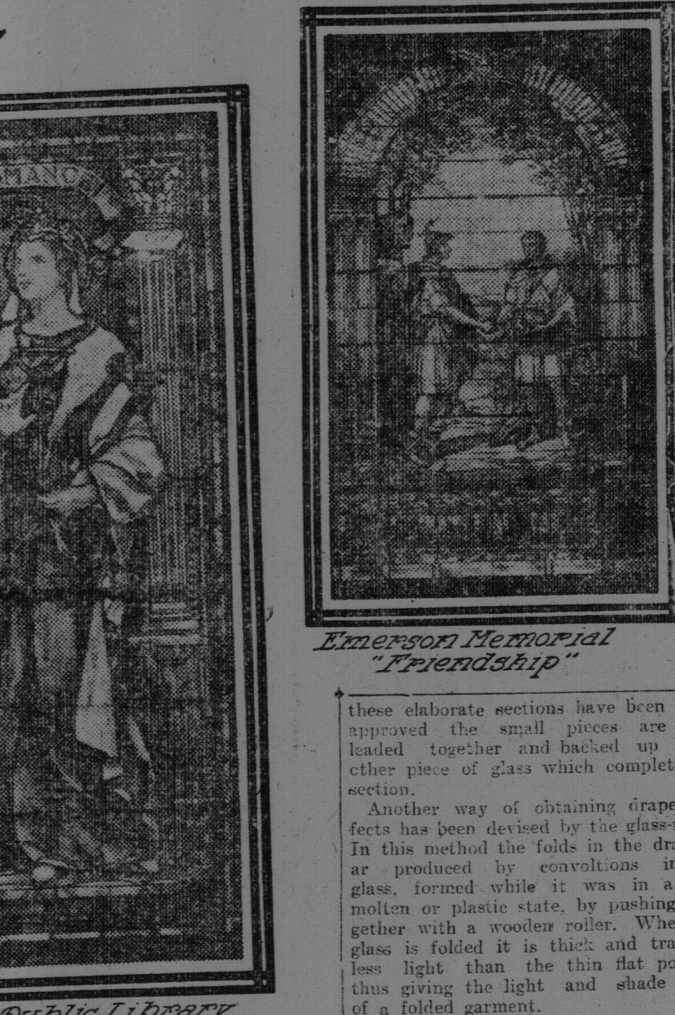 MANC
Public Library
Emerson Memorial
"Friendship"
these elaborate sections have been
approved the small pieces are
leaded together and backed up
other piece of glass which complet
section.
Another way of obtaining drape
fects has been devised by the glass-
In this method the folds in the dra
ar produced by convoltions in
glass, formed while it was in a
molten or plastic state, by pushing
gether with a wooden roller. Whe
glass is folded it is thick and tra
less light than the thin flat po
thus giving the light and shade
of a folded garment.